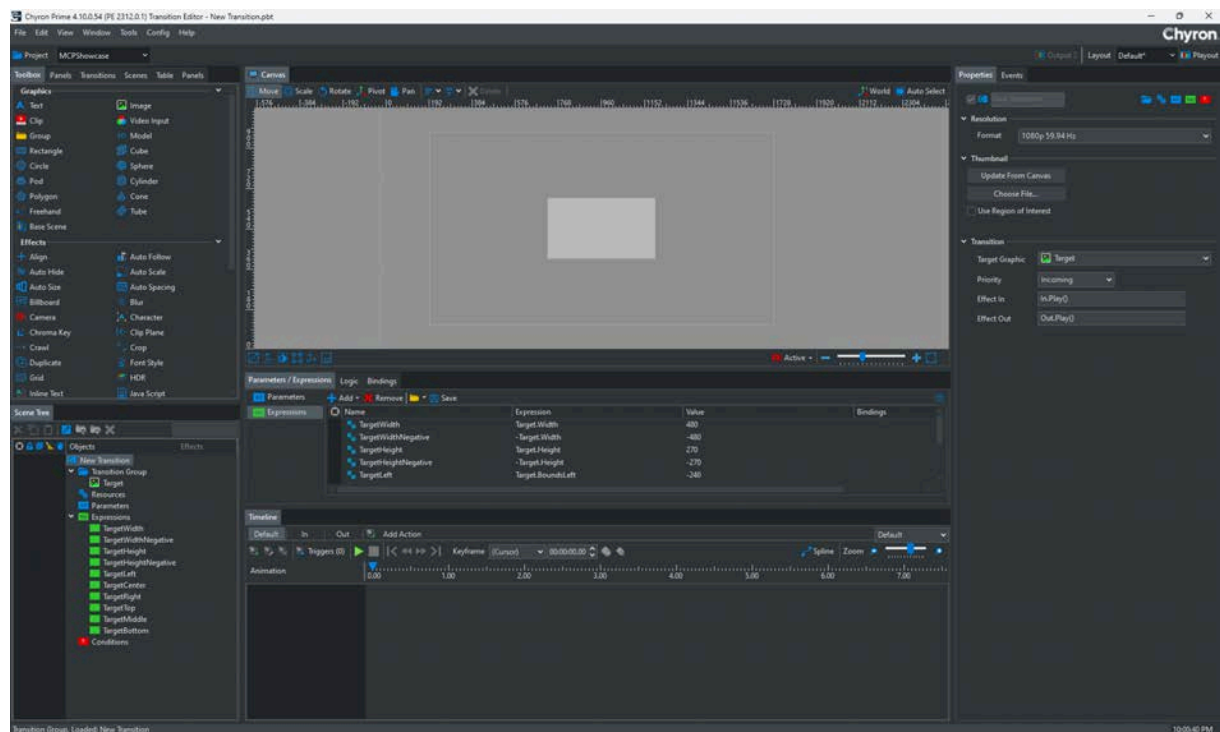 Chyron Prime 4.10.0.54 (PE 2312.0.1) Transition Editor - New Transition.pbt
File Edit View Window Tools Config Help
Chyron
Project MCPShowcase
Layout Default* Playout
Toolbox Panels Transitions Scenes Table Panels
Canvas
Properties Events
Graphics
Text Image
Clip Video Input
Group Model
Rectangle Cube
Circle Sphere
Pod Cylinder
Polygon Cone
Freehand Tube
Base Scene
Effects
Align Auto Follow
Auto Hide Auto Scale
Auto Size Auto Spacing
Billboard Blur
Camera Character
Chroma Key Clip Plane
Crawl Crop
Duplicate Font Style
Grid HDR
Inline Text Java Script
Move Scale Rotate Pivot Pan
World Auto Select
Active
Resolution
Format 1080p 59.94 Hz
Thumbnail
Update From Canvas
Choose File...
Use Region of Interest
Transition
Target Graphic Target
Priority Incoming
Effect In In.Play()
Effect Out Out.Play()
Parameters / Expressions Logic Bindings
Parameters Add Remove Save
Expressions Name Expression Value Bindings
TargetWidth Target.Width 480
TargetWidthNegative -Target.Width -480
TargetHeight Target.Height 270
TargetHeightNegative -Target.Height -270
TargetLeft Target.BoundsLeft -240
Scene Tree
Objects Effects
New Transition
Transition Group
Target
Resources
Parameters
Expressions
TargetWidth
TargetWidthNegative
TargetHeight
TargetHeightNegative
TargetLeft
TargetCenter
TargetRight
TargetTop
TargetMiddle
TargetBottom
Conditions
Timeline
Default In Out Add Action Default
Triggers (0) Keyframe (Cursor) 00:00:00.00 Spline Zoom
Animation 0.00 1.00 2.00 3.00 4.00 5.00 6.00 7.00
Transition Group, Loaded: New Transition
10:05:40 PM